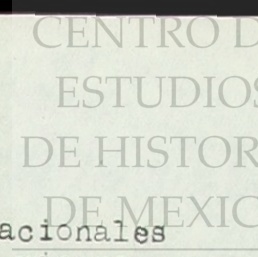 CENTRO D
ESTUDIOS
DE HISTOR
DE MEXIC
acionales